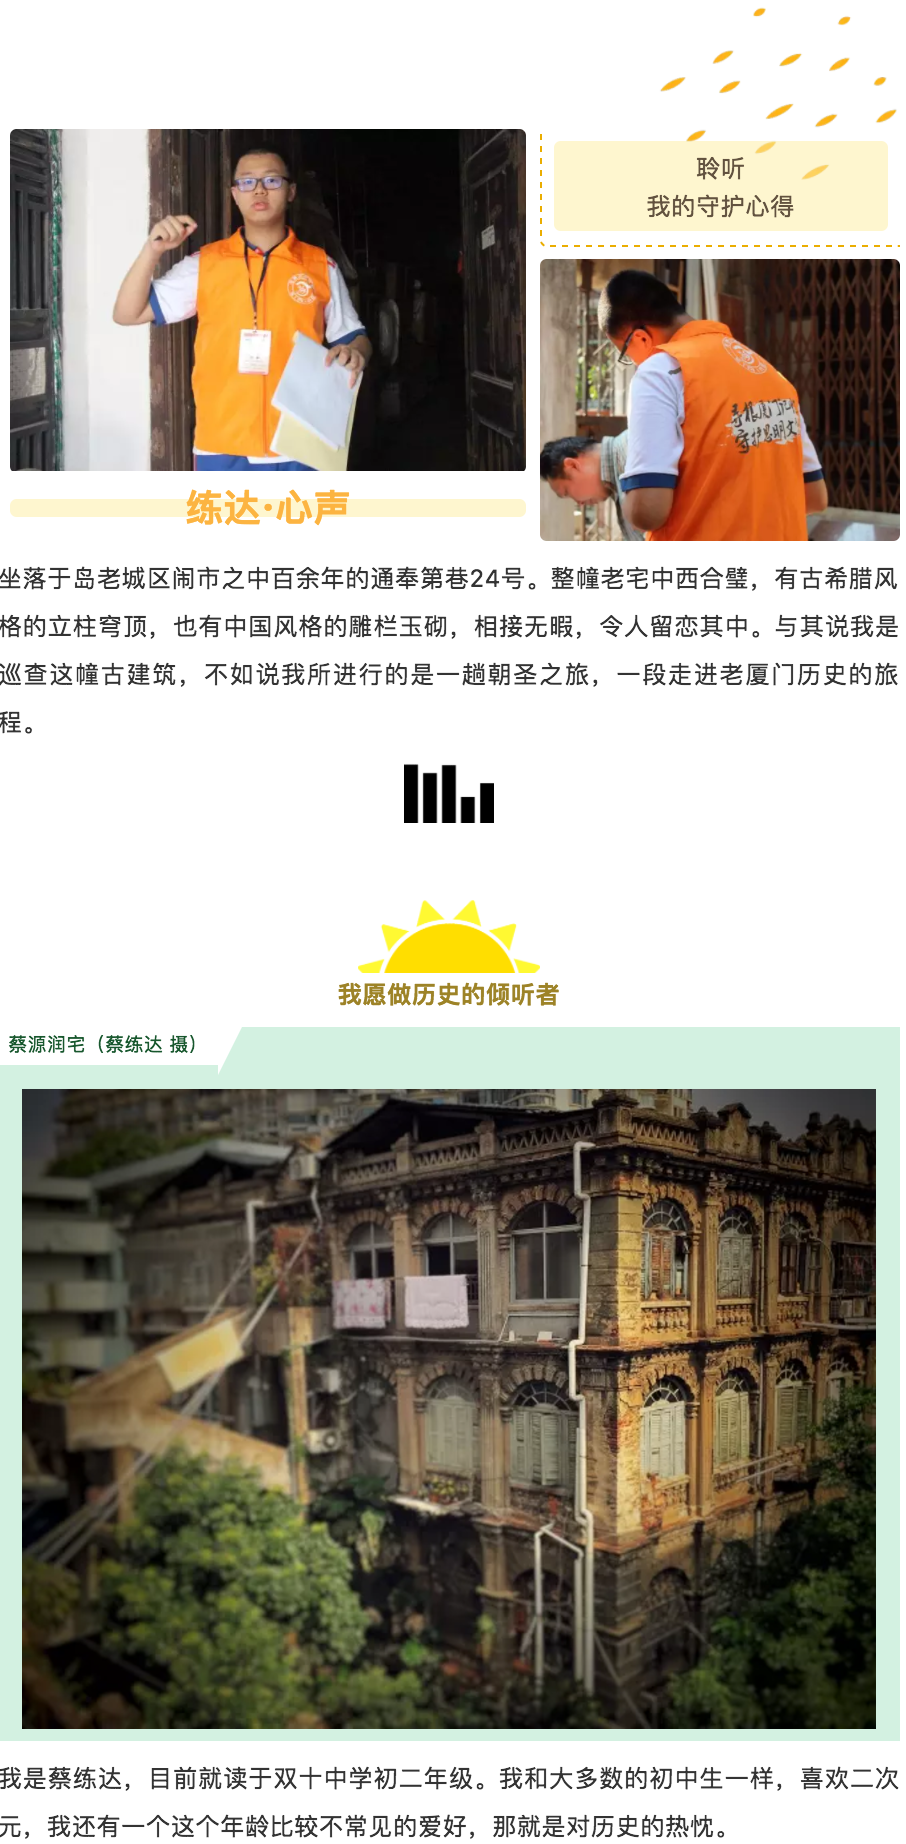 聆听
我的守护心得
守护思明文
练达·心声
坐落于岛老城区闹市之中百余年的通奉第巷24号。整幢老宅中西合璧，有古希腊风
格的立柱穹顶，也有中国风格的雕栏玉砌，相接无暇，令人留恋其中。与其说我是
巡查这幢古建筑，不如说我所进行的是一趟朝圣之旅，一段走进老厦门历史的旅
程。
我愿做历史的倾听者
蔡源润宅（蔡练达 摄）
我是蔡练达，目前就读于双十中学初二年级。我和大多数的初中生一样，喜欢二次
元，我还有一个这个年龄比较不常见的爱好，那就是对历史的热忱。